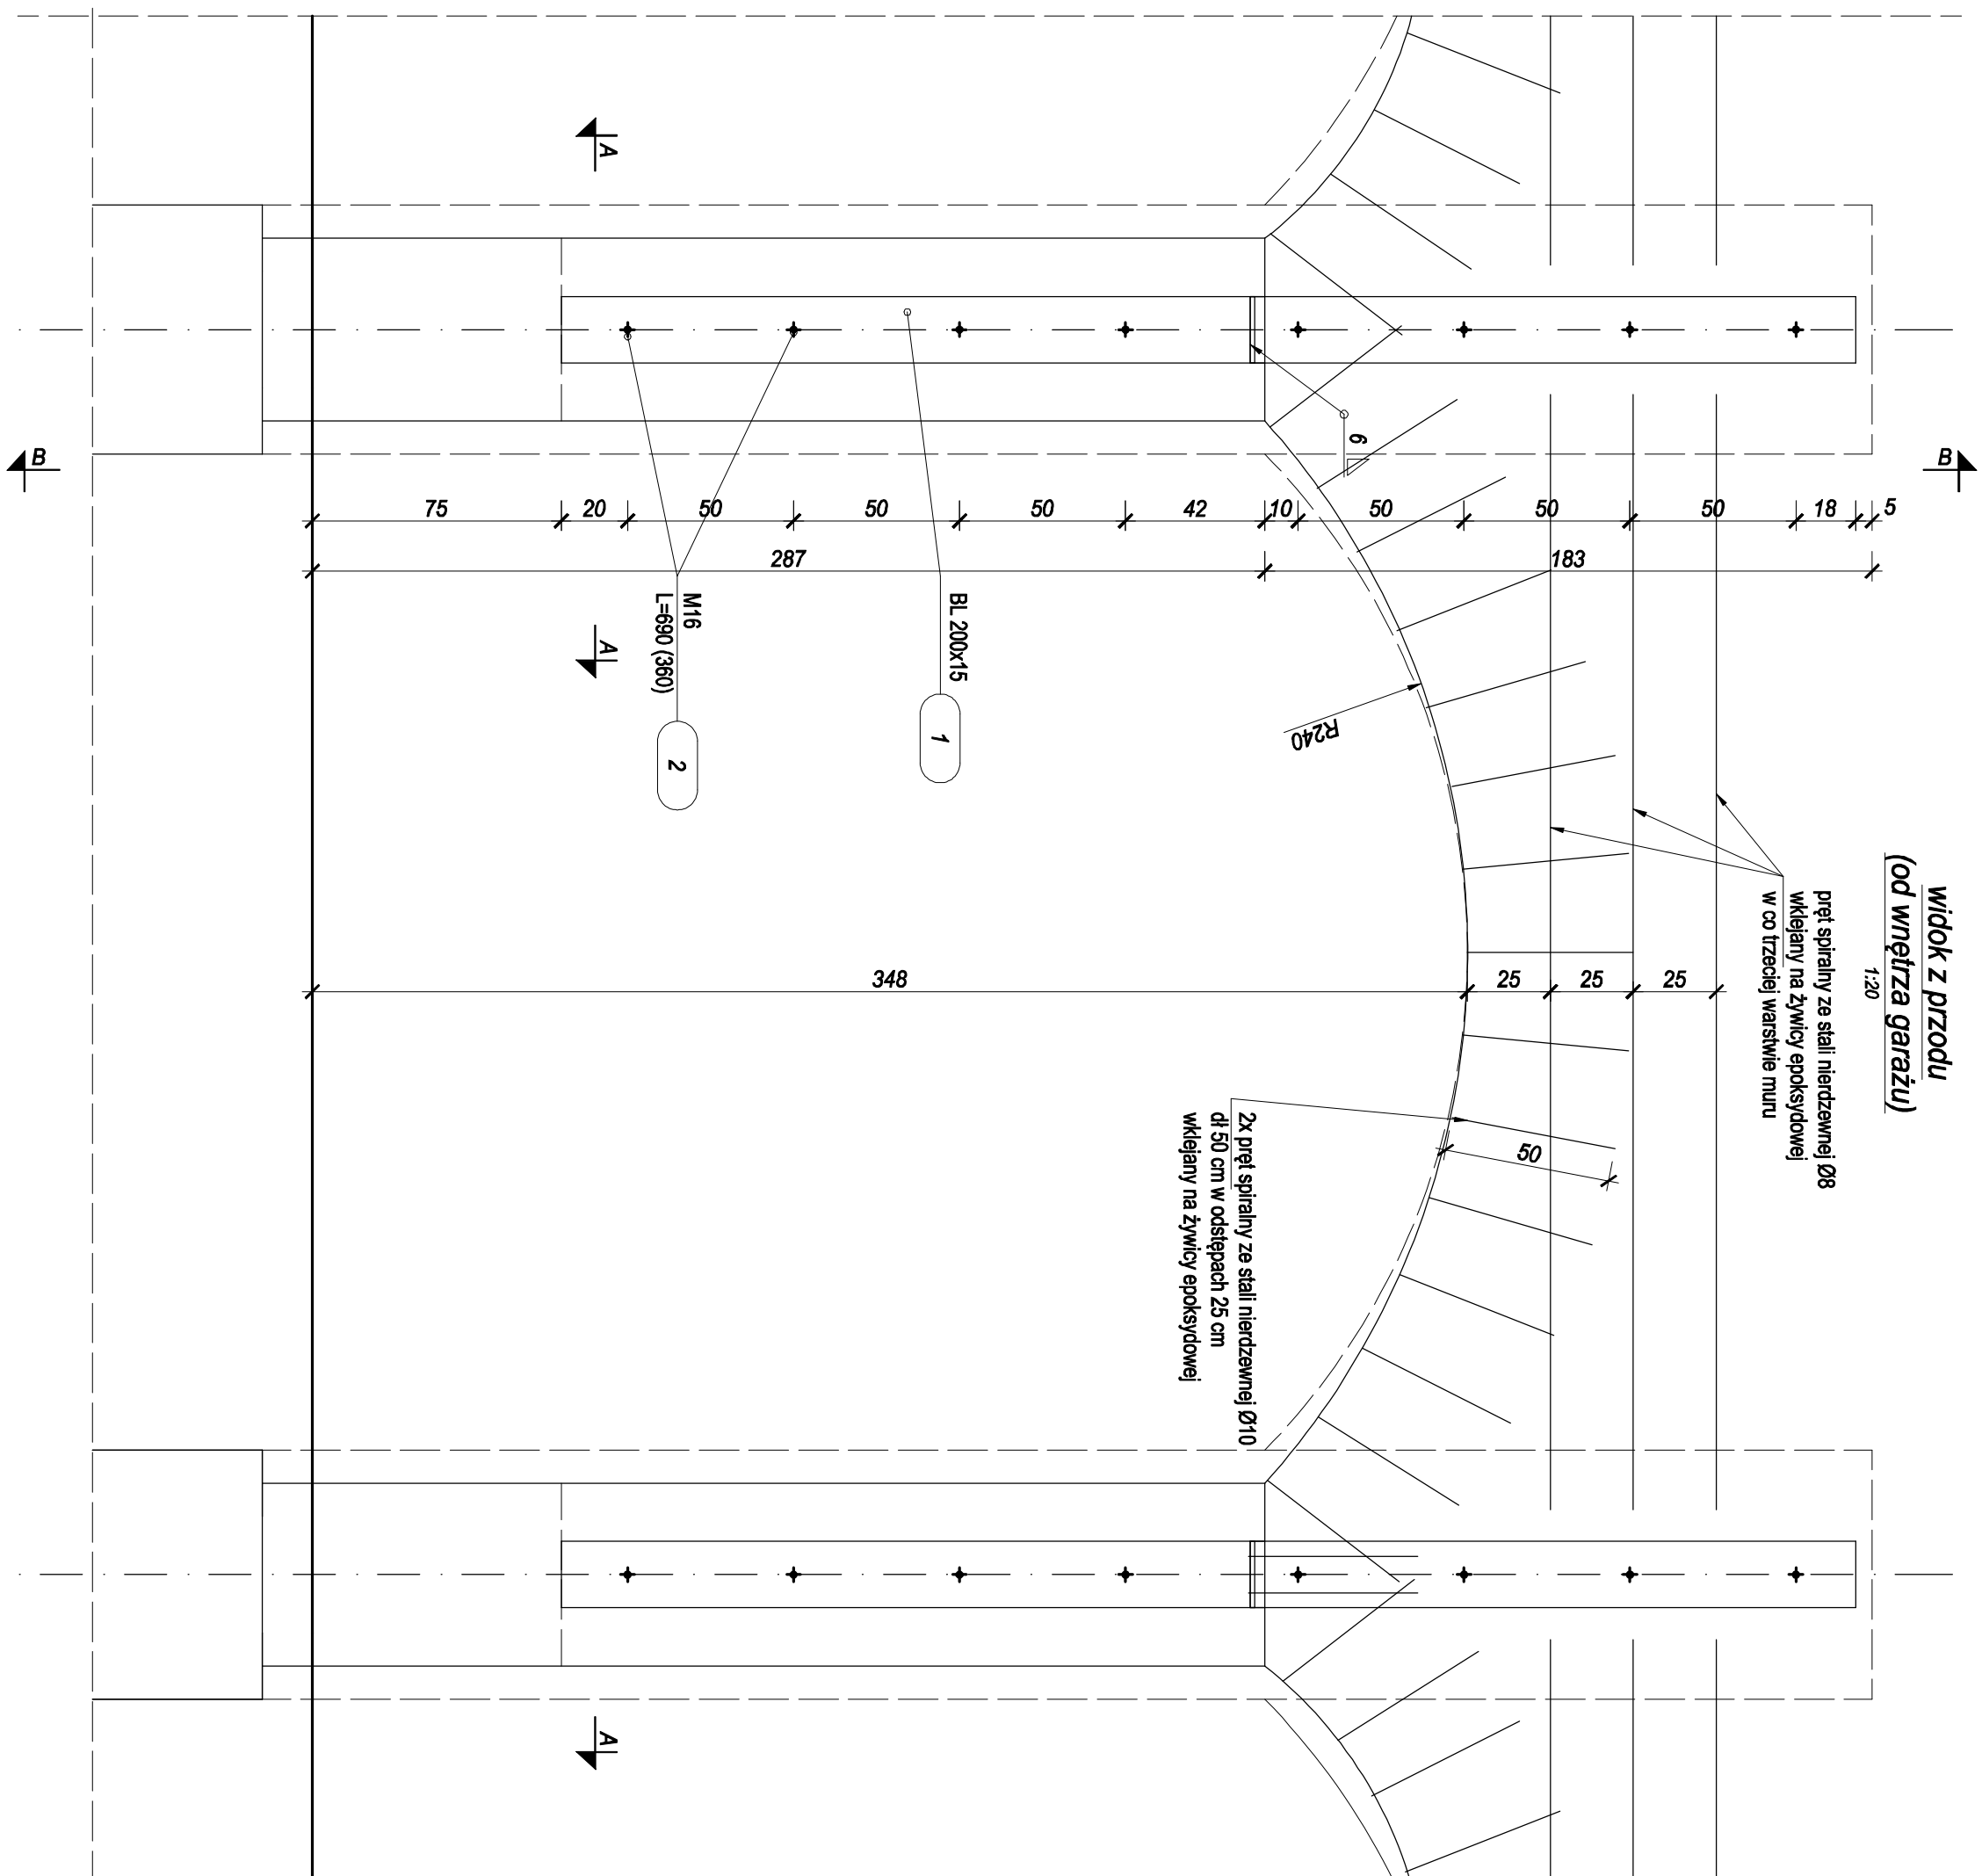 widok z przodu
(od wnętrza garażu)
1:20
pręt spiralny ze stali nierdzewnej Ø8
wklejany na żywicy epoksydowej
w co trzeciej warstwie muru
2x pręt spiralny ze stali nierdzewnej Ø10
dł 50 cm w odstępach 25 cm
wklejany na żywicy epoksydowej
50
R240
6
BL 200x15
1
M16
L=690 (360)
2
A
A
A
B
B
75
20
50
50
50
42
10
50
50
50
18
5
287
183
348
25
25
25